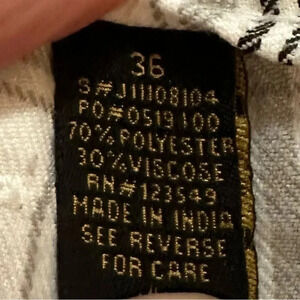 36
S#J11108104
PO#0519100
70%POLYESTER
30%VISCOSE
RN#123549
MADE IN INDIA
SEE REVERSE
FOR CARE